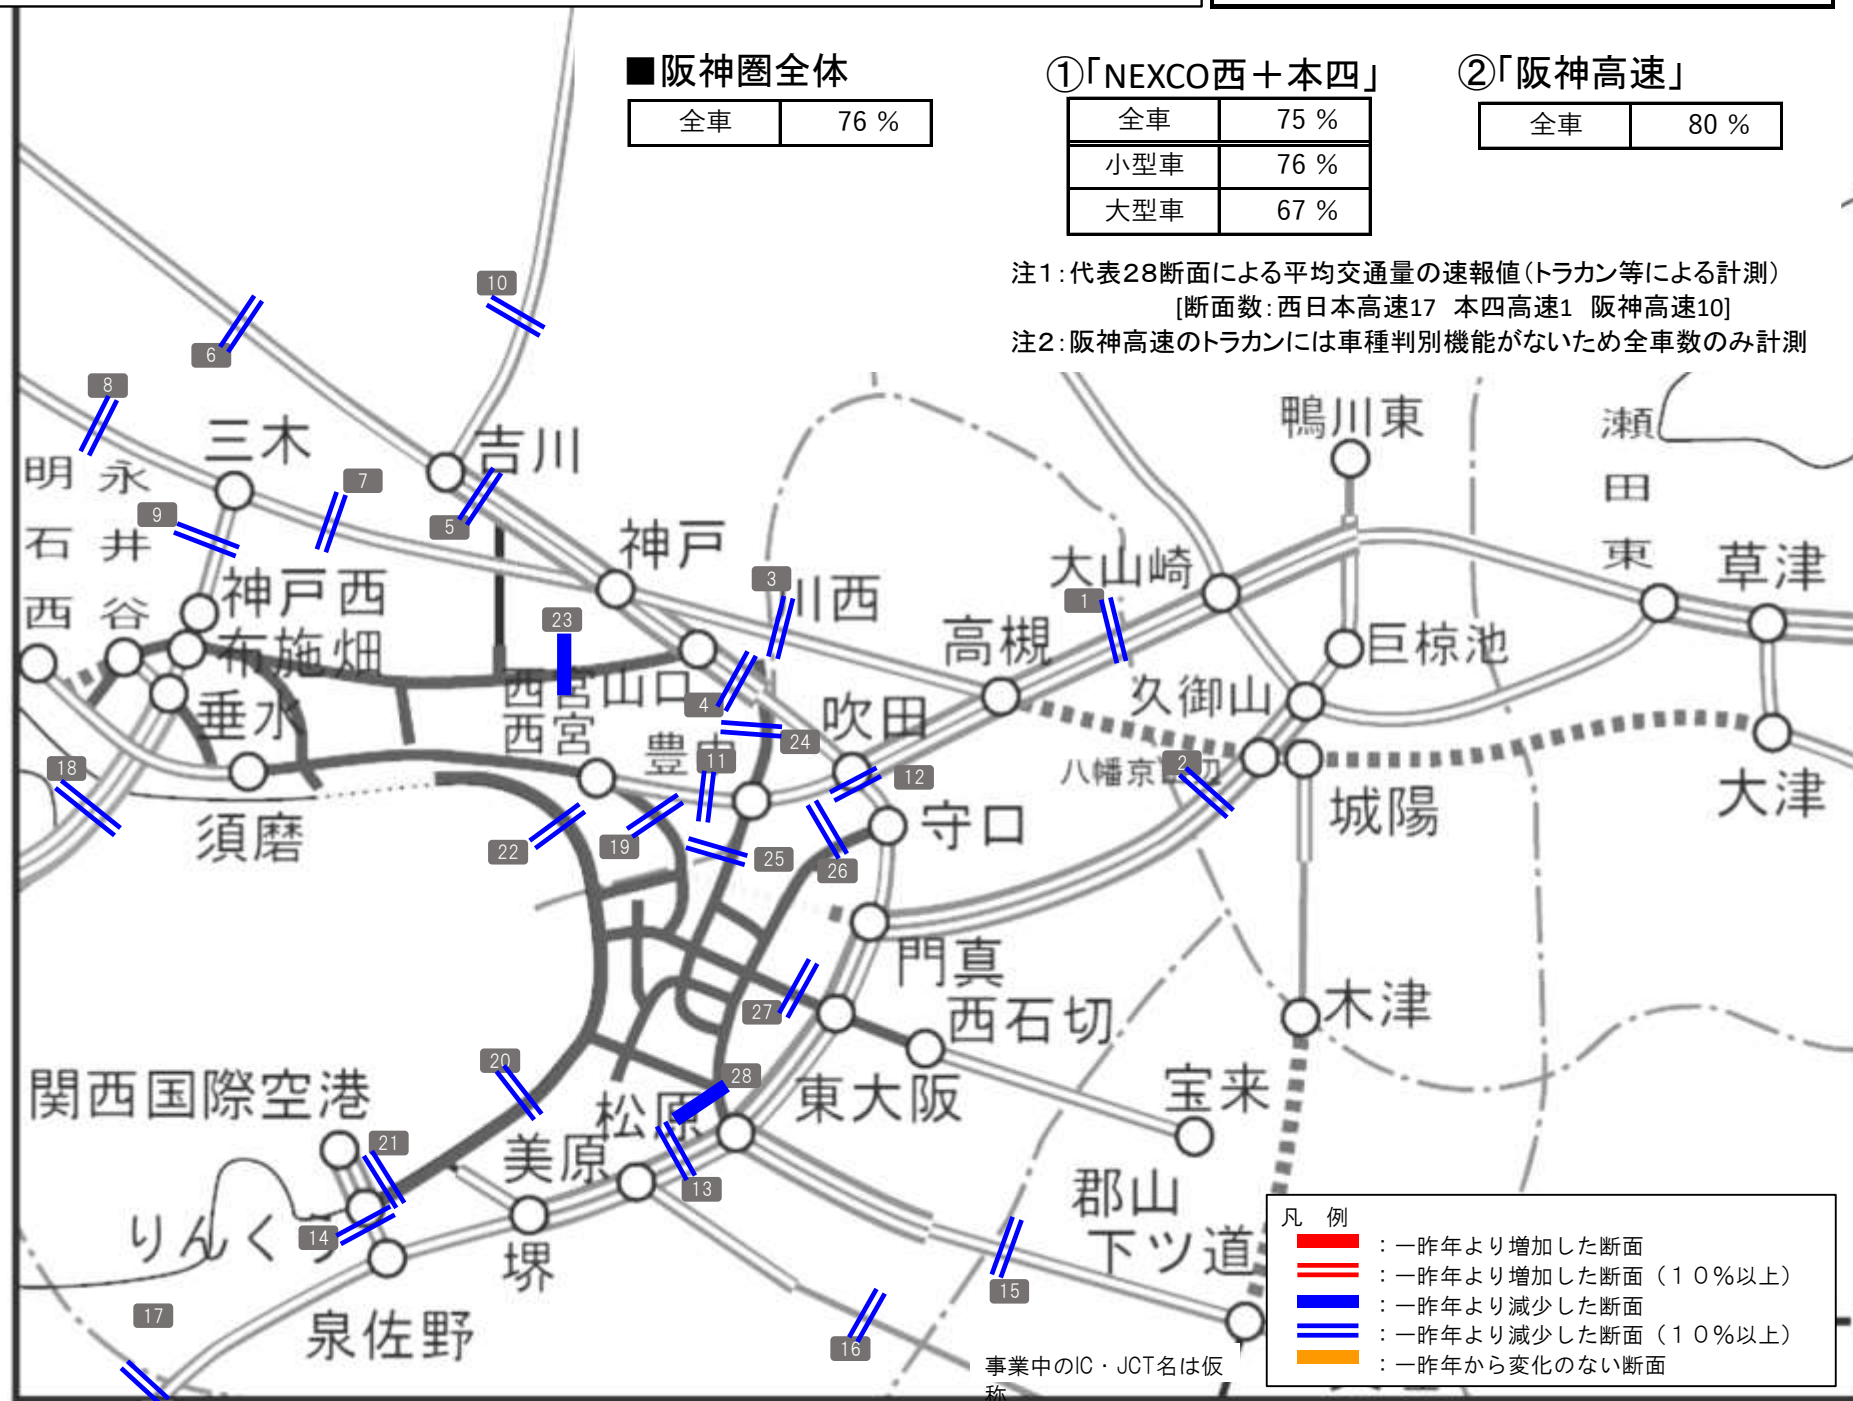 ■阪神圏全体
全車 76 %
①「NEXCO西＋本四」
全車 75 %
小型車 76 %
大型車 67 %
②「阪神高速」
全車 80 %
注１：代表２８断面による平均交通量の速報値（トラカン等による計測）
[断面数：西日本高速17　本四高速1　阪神高速10]
注２：阪神高速のトラカンには車種判別機能がないため全車数のみ計測
10
6
8
三木
吉川
鴨川東
瀬田東
明石西
永井谷
7
9
5
神戸
3
川西
大山崎
1
草津
神戸西
布施畑
23
高槻
巨椋池
西宮山口
西宮
4
吹田
久御山
垂水
豊中
24
11
12
2
八幡京田辺
18
須磨
22
19
25
26
守口
城陽
大津
門真
27
西石切
木津
関西国際空港
20
28
松原
東大阪
宝来
21
美原
13
郡山
下ツ道
りんくう
14
堺
15
17
泉佐野
16
事業中のIC・JCT名は仮
称
凡　例
：一昨年より増加した断面
：一昨年より増加した断面（１０％以上）
：一昨年より減少した断面
：一昨年より減少した断面（１０％以上）
：一昨年から変化のない断面